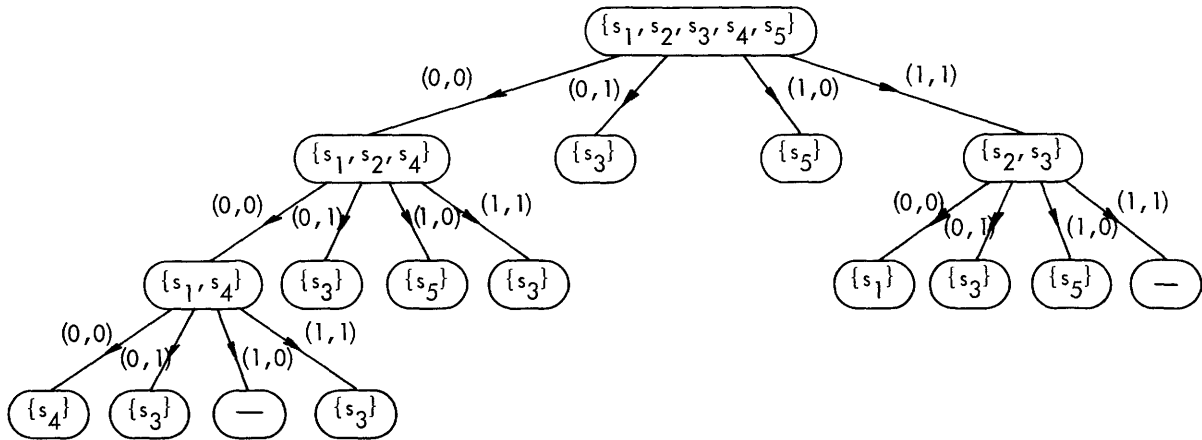 {s1, s2, s3, s4, s5}
(0,0) (0,1) (1,0) (1,1)
{s1, s2, s4} {s3} {s5} {s2, s3}
(0,0) (0,1) (1,0) (1,1) (0,0) (0,1) (1,0) (1,1)
{s1, s4} {s3} {s5} {s3} {s1} {s3} {s5} —
(0,0) (0,1) (1,0) (1,1)
{s4} {s3} — {s3}